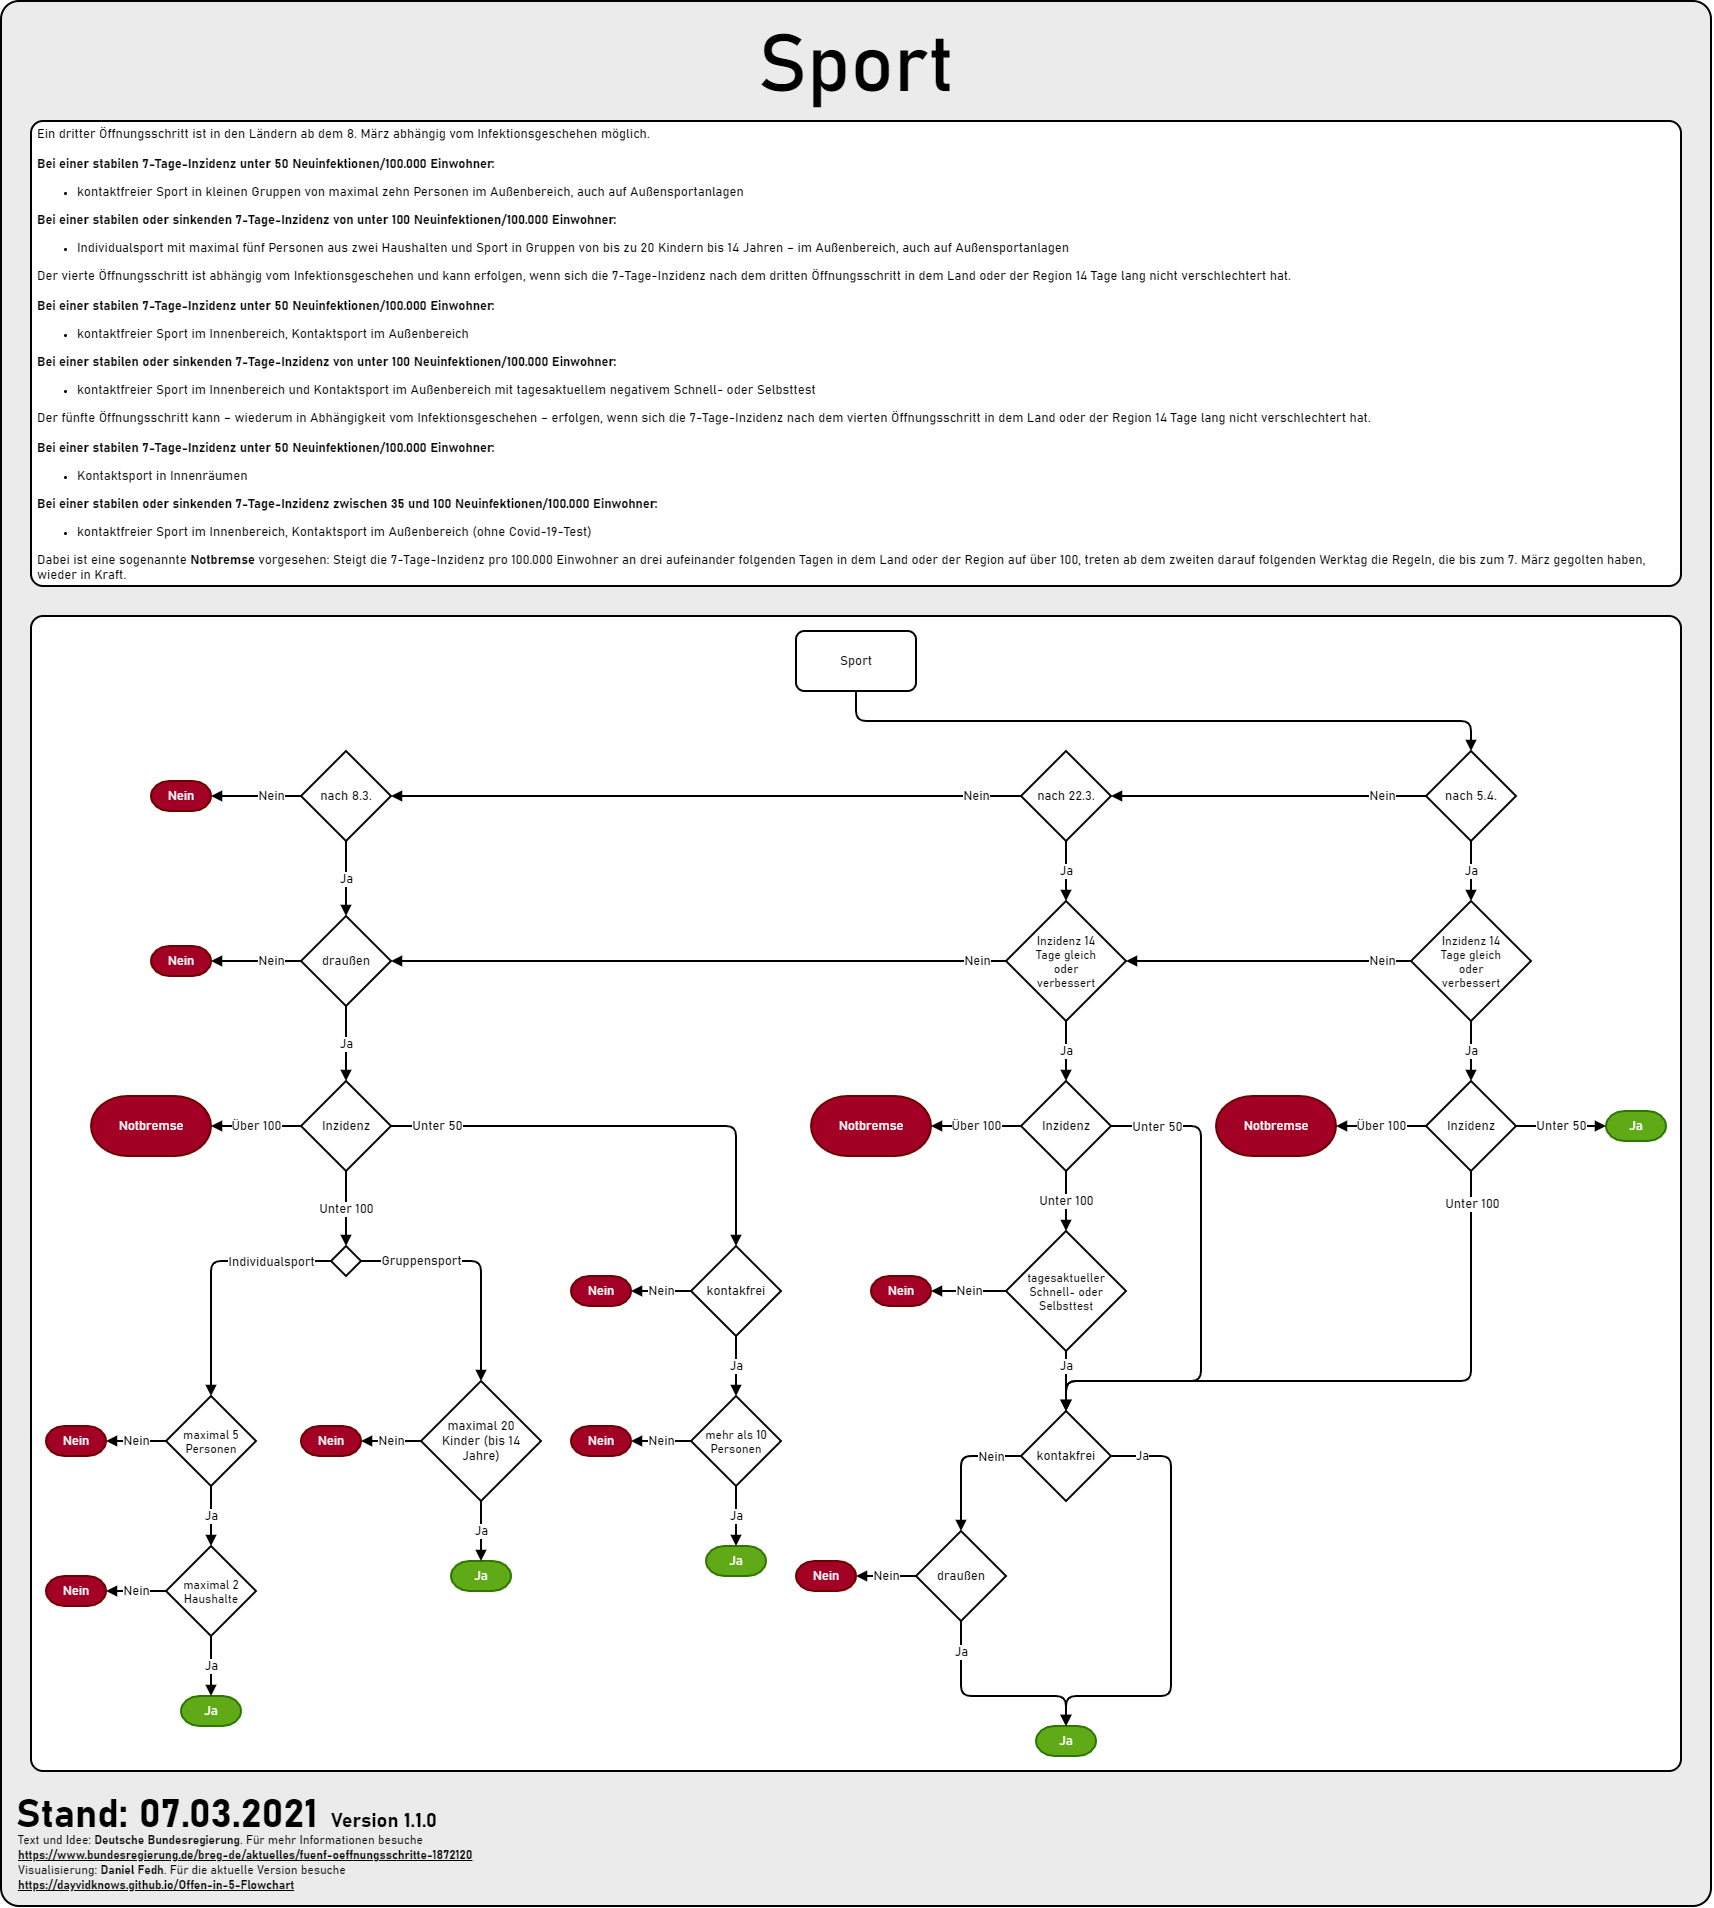 Sport
Ein dritter Öffnungsschritt ist in den Ländern ab dem 8. März abhängig vom Infektionsgeschehen möglich.
Bei einer stabilen 7-Tage-Inzidenz unter 50 Neuinfektionen/100.000 Einwohner:
• kontaktfreier Sport in kleinen Gruppen von maximal zehn Personen im Außenbereich, auch auf Außensportanlagen
Bei einer stabilen oder sinkenden 7-Tage-Inzidenz von unter 100 Neuinfektionen/100.000 Einwohner:
• Individualsport mit maximal fünf Personen aus zwei Haushalten und Sport in Gruppen von bis zu 20 Kindern bis 14 Jahren – im Außenbereich, auch auf Außensportanlagen
Der vierte Öffnungsschritt ist abhängig vom Infektionsgeschehen und kann erfolgen, wenn sich die 7-Tage-Inzidenz nach dem dritten Öffnungsschritt in dem Land oder der Region 14 Tage lang nicht verschlechtert hat.
Bei einer stabilen 7-Tage-Inzidenz unter 50 Neuinfektionen/100.000 Einwohner:
• kontaktfreier Sport im Innenbereich, Kontaktsport im Außenbereich
Bei einer stabilen oder sinkenden 7-Tage-Inzidenz von unter 100 Neuinfektionen/100.000 Einwohner:
• kontaktfreier Sport im Innenbereich und Kontaktsport im Außenbereich mit tagesaktuellem negativem Schnell- oder Selbsttest
Der fünfte Öffnungsschritt kann – wiederum in Abhängigkeit vom Infektionsgeschehen – erfolgen, wenn sich die 7-Tage-Inzidenz nach dem vierten Öffnungsschritt in dem Land oder der Region 14 Tage lang nicht verschlechtert hat.
Bei einer stabilen 7-Tage-Inzidenz unter 50 Neuinfektionen/100.000 Einwohner:
• Kontaktsport in Innenräumen
Bei einer stabilen oder sinkenden 7-Tage-Inzidenz zwischen 35 und 100 Neuinfektionen/100.000 Einwohner:
• kontaktfreier Sport im Innenbereich, Kontaktsport im Außenbereich (ohne Covid-19-Test)
Dabei ist eine sogenannte Notbremse vorgesehen: Steigt die 7-Tage-Inzidenz pro 100.000 Einwohner an drei aufeinander folgenden Tagen in dem Land oder der Region auf über 100, treten ab dem zweiten darauf folgenden Werktag die Regeln, die bis zum 7. März gegolten haben,
wieder in Kraft.
Sport
Nein Nein nach 8.3. Nein nach 22.3. Nein nach 5.4.
Ja Ja Ja
Nein Nein draußen Nein
Inzidenz 14
Tage gleich
oder
verbessert
Nein
Inzidenz 14
Tage gleich
oder
verbessert
Ja Ja Ja
Notbremse Über 100 Inzidenz Unter 50 Notbremse Über 100 Inzidenz Unter 50 Notbremse Über 100 Inzidenz Unter 50 Ja
Unter 100 Unter 100 Unter 100
Individualsport Gruppensport
Nein Nein kontakfrei Nein Nein
tagesaktueller
Schnell- oder
Selbsttest
Ja Ja
Nein Nein
maximal 5
Personen
Nein Nein
maximal 20
Kinder (bis 14
Jahre)
Nein Nein
mehr als 10
Personen
Nein kontakfrei Ja
Ja Ja Ja
Nein Nein
maximal 2
Haushalte
Ja Ja Nein Nein draußen
Ja Ja
Ja Ja
Stand: 07.03.2021 Version 1.1.0
Text und Idee: Deutsche Bundesregierung. Für mehr Informationen besuche
https://www.bundesregierung.de/breg-de/aktuelles/fuenf-oeffnungsschritte-1872120
Visualisierung: Daniel Fedh. Für die aktuelle Version besuche
https://dayvidknows.github.io/Offen-in-5-Flowchart